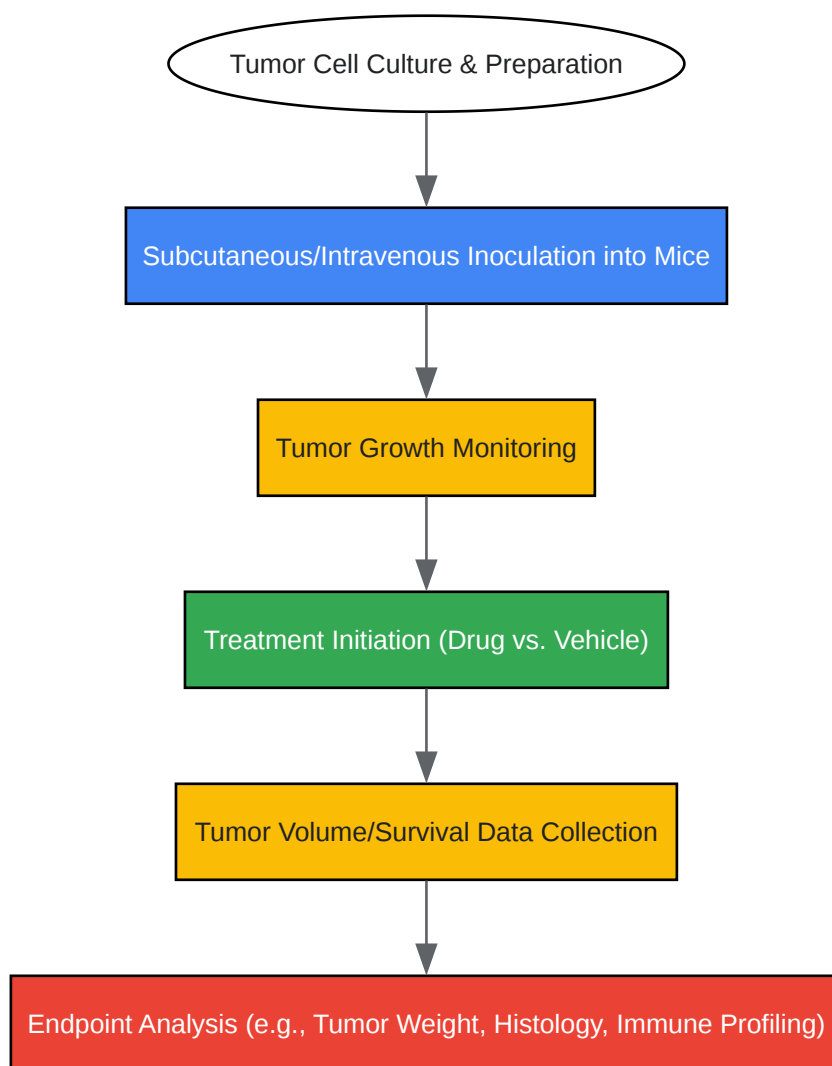 Tumor Cell Culture & Preparation
Subcutaneous/Intravenous Inoculation into Mice
Tumor Growth Monitoring
Treatment Initiation (Drug vs. Vehicle)
Tumor Volume/Survival Data Collection
Endpoint Analysis (e.g., Tumor Weight, Histology, Immune Profiling)